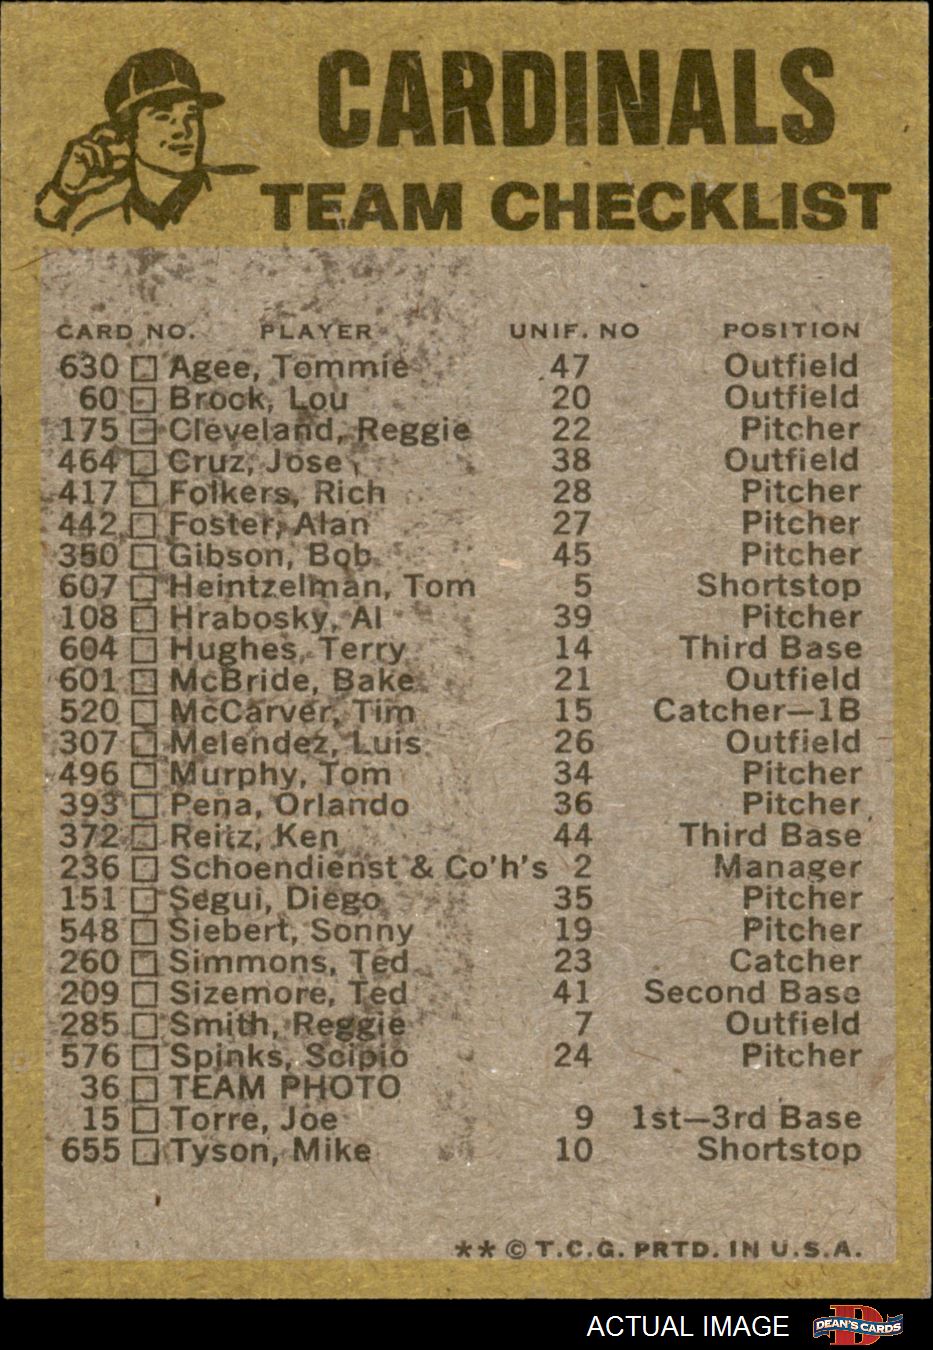 CARDINALS
TEAM CHECKLIST
CARD NO. PLAYER UNIF. NO POSITION
630 Agee, Tommie 47 Outfield
60 Brock, Lou 20 Outfield
175 Cleveland, Reggie 22 Pitcher
464 Cruz, Jose 38 Outfield
417 Folkers, Rich 28 Pitcher
442 Foster, Alan 27 Pitcher
350 Gibson, Bob 45 Pitcher
607 Heintzelman, Tom 5 Shortstop
108 Hrabosky, Al 39 Pitcher
604 Hughes, Terry 14 Third Base
601 McBride, Bake 21 Outfield
520 McCarver, Tim 15 Catcher—1B
307 Melendez, Luis 26 Outfield
496 Murphy, Tom 34 Pitcher
393 Pena, Orlando 36 Pitcher
372 Reitz, Ken 44 Third Base
236 Schoendienst & Co'h's 2 Manager
151 Segui, Diego 35 Pitcher
548 Siebert, Sonny 19 Pitcher
260 Simmons, Ted 23 Catcher
209 Sizemore, Ted 41 Second Base
285 Smith, Reggie 7 Outfield
576 Spinks, Scipio 24 Pitcher
36 TEAM PHOTO
15 Torre, Joe 9 1st—3rd Base
655 Tyson, Mike 10 Shortstop
** © T.C.G. PRTD. IN U.S.A.
ACTUAL IMAGE DEAN'S CARDS